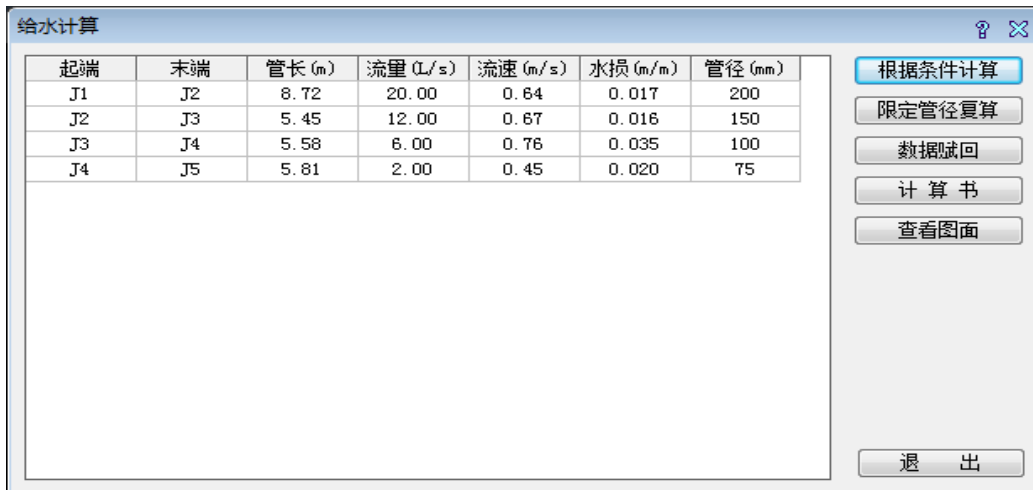 给水计算
起端 末端 管长(m) 流量(L/s) 流速(m/s) 水损(m/m) 管径(mm)
J1 J2 8.72 20.00 0.64 0.017 200
J2 J3 5.45 12.00 0.67 0.016 150
J3 J4 5.58 6.00 0.76 0.035 100
J4 J5 5.81 2.00 0.45 0.020 75
根据条件计算
限定管径复算
数据赋回
计 算 书
查看图面
退 出